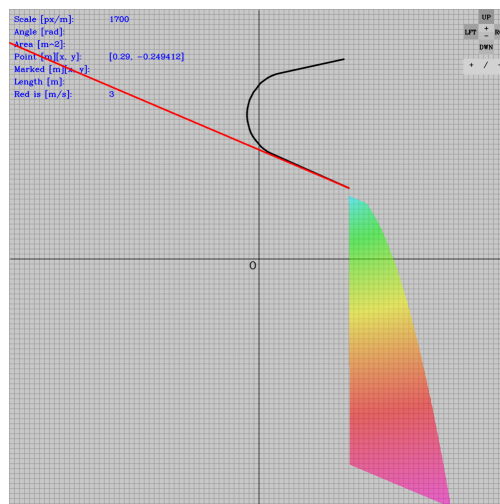 Scale [px/m]: 1700
Angle [rad]:
Area [m^2]:
Point [m][x, y]: [0.29, -0.249412]
Marked [m][x, y]:
Length [m]:
Red is [m/s]: 3
UP
LFT + -
DWN
+ / -
0